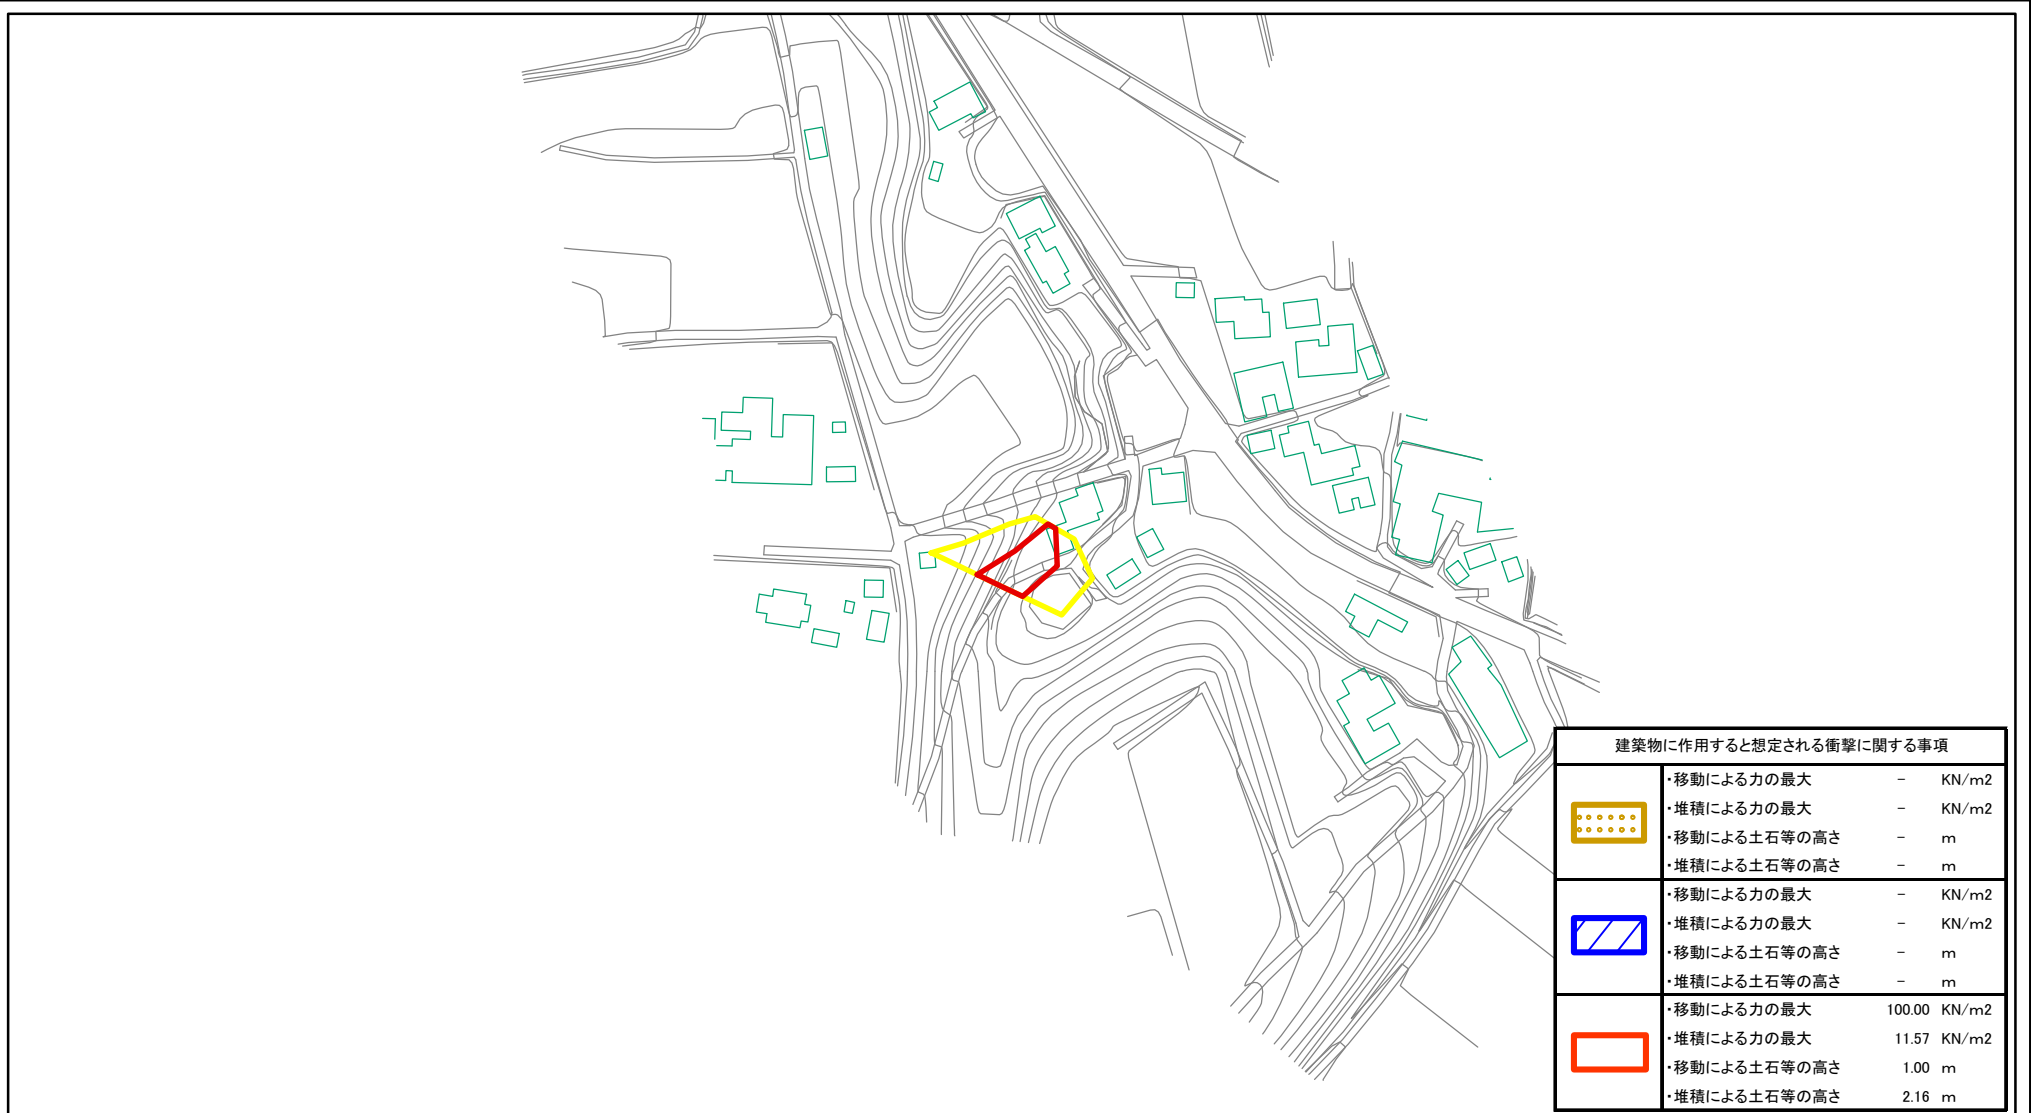 建築物に作用すると想定される衝撃に関する事項
・移動による力の最大 － KN/m2
・堆積による力の最大 － KN/m2
・移動による土石等の高さ － m
・堆積による土石等の高さ － m
・移動による力の最大 － KN/m2
・堆積による力の最大 － KN/m2
・移動による土石等の高さ － m
・堆積による土石等の高さ － m
・移動による力の最大 100.00 KN/m2
・堆積による力の最大 11.57 KN/m2
・移動による土石等の高さ 1.00 m
・堆積による土石等の高さ 2.16 m